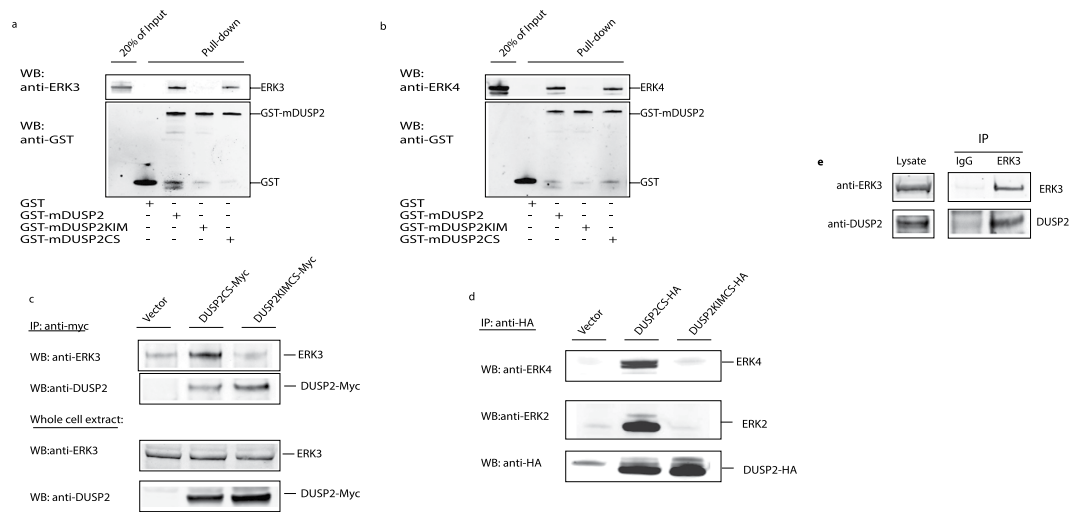 a
20% of Input
Pull-down
WB:
anti-ERK3
ERK3
WB:
anti-GST
GST-mDUSP2
GST
GST + - - -
GST-mDUSP2 - + - -
GST-mDUSP2KIM - - + -
GST-mDUSP2CS - - - +
b
20% of Input
Pull-down
WB:
anti-ERK4
ERK4
WB:
anti-GST
GST-mDUSP2
GST
GST + - - -
GST-mDUSP2 - + - -
GST-mDUSP2KIM - - + -
GST-mDUSP2CS - - - +
e
IP
Lysate IgG ERK3
anti-ERK3 ERK3
anti-DUSP2 DUSP2
c
Vector
DUSP2CS-Myc
DUSP2KIMCS-Myc
IP: anti-myc
WB: anti-ERK3 ERK3
WB:anti-DUSP2 DUSP2-Myc
Whole cell extract:
WB:anti-ERK3 ERK3
WB: anti-DUSP2 DUSP2-Myc
d
Vector
DUSP2CS-HA
DUSP2KIMCS-HA
IP: anti-HA
WB: anti-ERK4 ERK4
WB:anti-ERK2 ERK2
WB: anti-HA DUSP2-HA